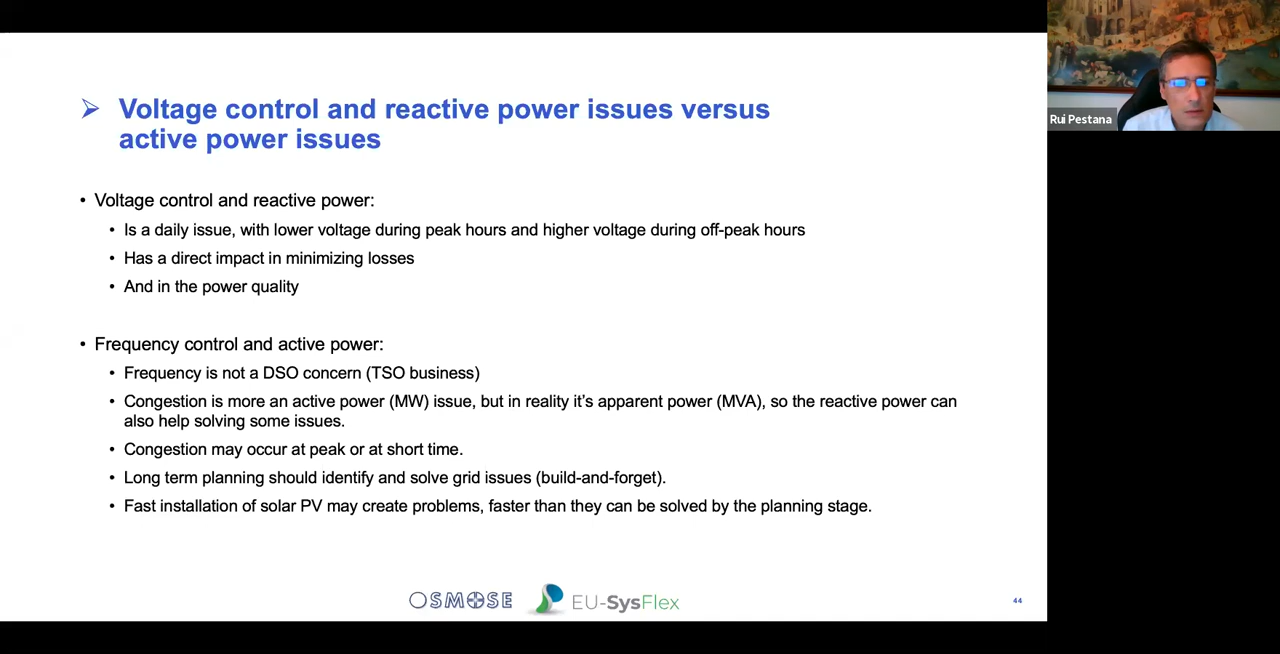 ➢ Voltage control and reactive power issues versus
active power issues
Rui Pestana
• Voltage control and reactive power:
• Is a daily issue, with lower voltage during peak hours and higher voltage during off-peak hours
• Has a direct impact in minimizing losses
• And in the power quality
• Frequency control and active power:
• Frequency is not a DSO concern (TSO business)
• Congestion is more an active power (MW) issue, but in reality it's apparent power (MVA), so the reactive power can
also help solving some issues.
• Congestion may occur at peak or at short time.
• Long term planning should identify and solve grid issues (build-and-forget).
• Fast installation of solar PV may create problems, faster than they can be solved by the planning stage.
OSMOSE EU-SysFlex
44